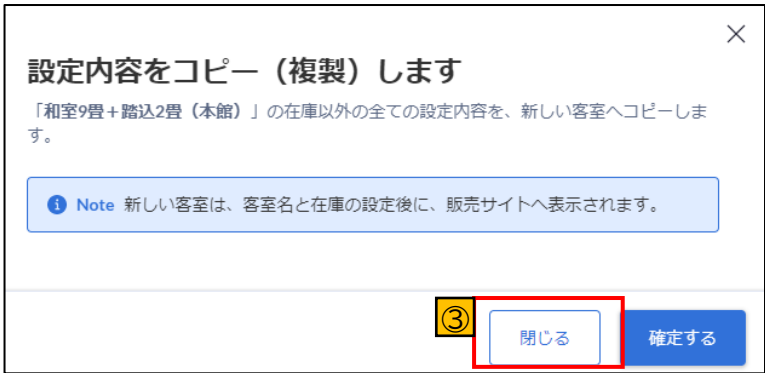 設定内容をコピー（複製）します
「和室9畳＋踏込2畳（本館）」の在庫以外の全ての設定内容を、新しい客室へコピーしま
す。
Note 新しい客室は、客室名と在庫の設定後に、販売サイトへ表示されます。
③
閉じる 確定する